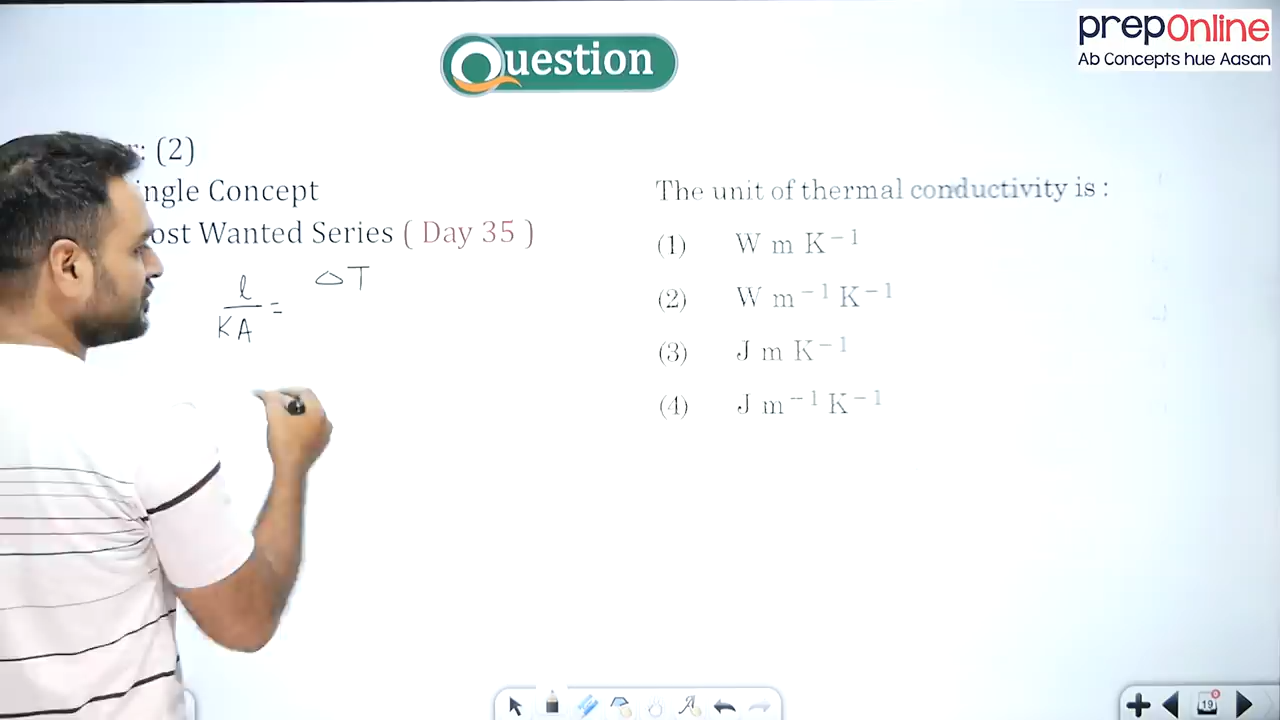 prepOnline
Ab Concepts hue Aasan
Question
r: (2)
ingle Concept
ost Wanted Series ( Day 35 )
l
KA
=
ΔT
The unit of thermal conductivity is :
(1) W m K⁻¹
(2) W m⁻¹ K⁻¹
(3) J m K⁻¹
(4) J m⁻¹ K⁻¹
19